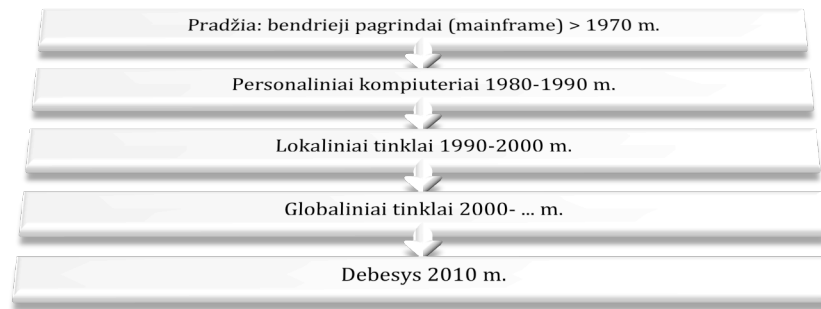 Pradžia: bendrieji pagrindai (mainframe) > 1970 m.
Personaliniai kompiuteriai 1980-1990 m.
Lokaliniai tinklai 1990-2000 m.
Globaliniai tinklai 2000- ... m.
Debesys 2010 m.